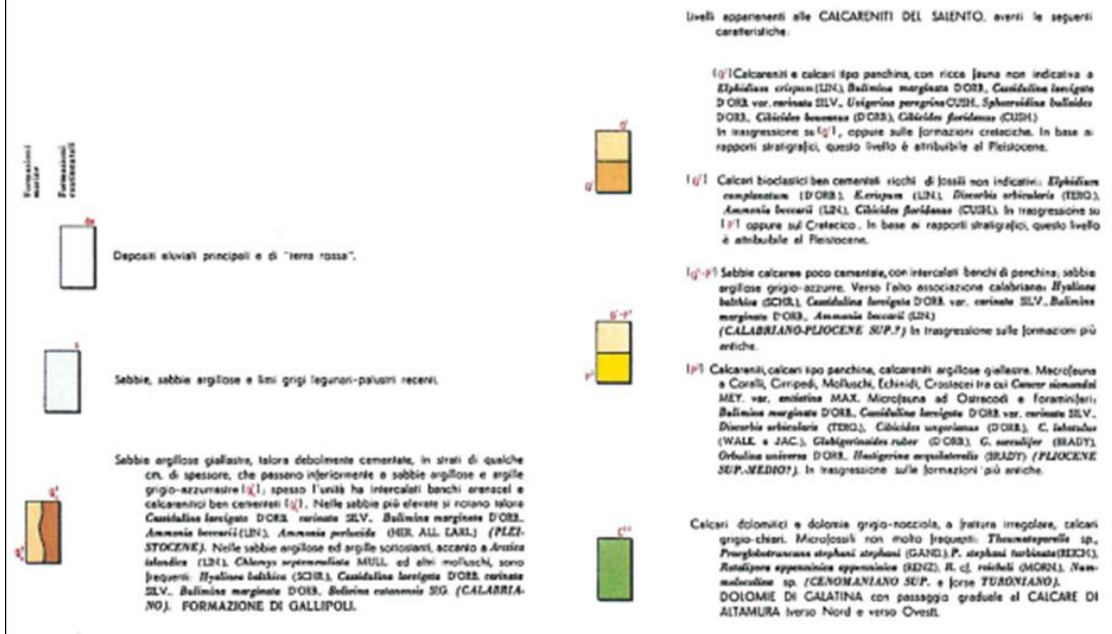 Formazioni marine
Formazioni continentali
de
Depositi eluviali principali e di "terra rossa".
s
Sabbie, sabbie argillose e limi grigi lagunari-palustri recenti.
Sabbie argillose giallastre, talora debolmente cementate, in strati di qualche
cm. di spessore, che passano inferiormente a sabbie argillose e argille
grigio-azzurrastre; spesso l'unità ha intercalati banchi arenacei e
calcarenitici ben cementati. Nelle sabbie più elevate si notano talora
Cassidulina laevigata D'ORB. carinata SILV., Bulimina marginata D'ORB.,
Ammonia beccarii (LIN.), Ammonia perlucida (HER. ALL. EARL.) (PLEI-
STOCENE). Nelle sabbie argillose ed argille sottostanti, accanto a Arctica
islandica (LIN.), Chlamys septemradiata MULL. ed altri molluschi, sono
frequenti: Hyalinea balthica (SCHR.), Cassidulina laevigata D'ORB. carinata
SILV., Bulimina marginata D'ORB., Bolivina catanensis SEG. (CALABRIA-
NO). FORMAZIONE DI GALLIPOLI.
Livelli appartenenti alle CALCARENITI DEL SALENTO, aventi le seguenti
caratteristiche:
Calcareniti e calcari tipo panchina, con ricca fauna non indicativa a
Elphidium crispum (LIN.), Bulimina marginata D'ORB., Cassidulina laevigata
D'ORB. var. carinata SILV., Uvigerina peregrina CUSH., Sphaeroidina bulloides
D'ORB., Cibicides boueanus (D'ORB.), Cibicides floridanus (CUSH.)
In trasgressione su, oppure sulle formazioni cretaciche. In base ai
rapporti stratigrafici, questo livello è attribuibile al Pleistocene.
Calcari bioclastici ben cementati ricchi di fossili non indicativi: Elphidium
complanatum (D'ORB.), E. crispum (LIN.), Discorbis orbicularis (TERQ.),
Ammonia beccarii (LIN.), Cibicides floridanus (CUSH.). In trasgressione su
oppure sul Cretacico. In base ai rapporti stratigrafici, questo livello
è attribuibile al Pleistocene.
Sabbie calcaree poco cementate, con intercalati banchi di panchina; sabbie
argillose grigio-azzurre. Verso l'alto associazione calabriana: Hyalinea
balthica (SCHR.), Cassidulina laevigata D'ORB. var. carinata SILV., Bulimina
marginata D'ORB., Ammonia beccarii (LIN.)
(CALABRIANO-PLIOCENE SUP.?) In trasgressione sulle formazioni più
antiche.
Calcareniti, calcari tipo panchina, calcareniti argillose giallastre. Macrofauna
a Coralli, Cirripedi, Molluschi, Echinidi, Crostacei tra cui Cancer sismondai
MEY. var. antiatina MAX. Microfauna ad Ostracodi e Foraminiferi:
Bulimina marginata D'ORB., Cassidulina laevigata D'ORB. var. carinata SILV.,
Discorbis orbicularis (TERQ.), Cibicides ungerianus (D'ORB.), C. lobatulus
(WALK. e JAC.), Globigerinoides ruber (D'ORB.), G. sacculifer (BRADY),
Orbulina universa D'ORB., Hastigerina aequilateralis (BRADY) (PLIOCENE
SUP.-MEDIO?). In trasgressione sulle formazioni più antiche.
Calcari dolomitici e dolomie grigio-nocciola, a frattura irregolare, calcari
grigio-chiari. Microfossili non molto frequenti: Thaumatoporella sp.,
Praeglobotruncana stephani stephani (GAND.), P. stephani turbinata (REICH.),
Rotalipora appenninica appenninica (RENZ), R. cf. reicheli (MORN.), Num-
moloculina sp. (CENOMANIANO SUP. e forse TURONIANO).
DOLOMIE DI GALATINA con passaggio graduale al CALCARE DI
ALTAMURA (verso Nord e verso Ovest).